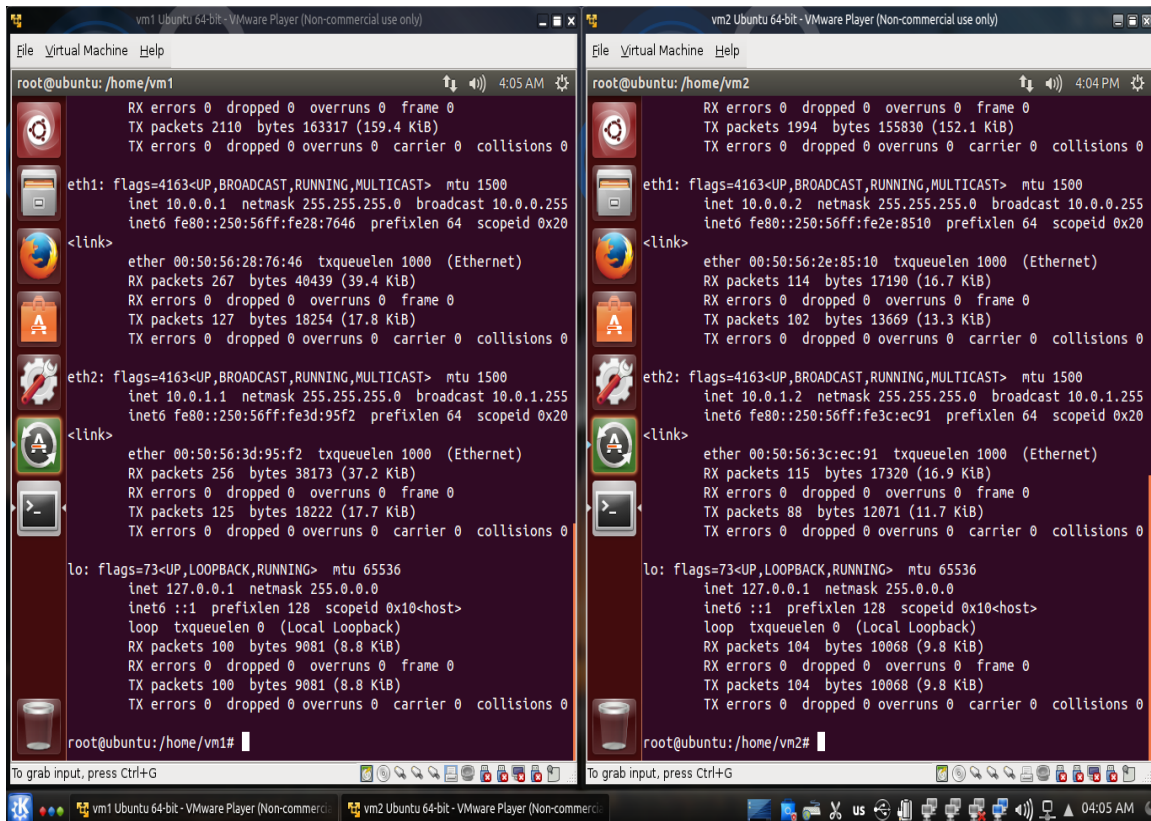 vm1 Ubuntu 64-bit - VMware Player (Non-commercial use only)
File Virtual Machine Help
root@ubuntu: /home/vm1 4:05 AM
RX errors 0 dropped 0 overruns 0 frame 0
TX packets 2110 bytes 163317 (159.4 KiB)
TX errors 0 dropped 0 overruns 0 carrier 0 collisions 0
eth1: flags=4163<UP,BROADCAST,RUNNING,MULTICAST> mtu 1500
inet 10.0.0.1 netmask 255.255.255.0 broadcast 10.0.0.255
inet6 fe80::250:56ff:fe28:7646 prefixlen 64 scopeid 0x20
<link>
ether 00:50:56:28:76:46 txqueuelen 1000 (Ethernet)
RX packets 267 bytes 40439 (39.4 KiB)
RX errors 0 dropped 0 overruns 0 frame 0
TX packets 127 bytes 18254 (17.8 KiB)
TX errors 0 dropped 0 overruns 0 carrier 0 collisions 0
eth2: flags=4163<UP,BROADCAST,RUNNING,MULTICAST> mtu 1500
inet 10.0.1.1 netmask 255.255.255.0 broadcast 10.0.1.255
inet6 fe80::250:56ff:fe3d:95f2 prefixlen 64 scopeid 0x20
<link>
ether 00:50:56:3d:95:f2 txqueuelen 1000 (Ethernet)
RX packets 256 bytes 38173 (37.2 KiB)
RX errors 0 dropped 0 overruns 0 frame 0
TX packets 125 bytes 18222 (17.7 KiB)
TX errors 0 dropped 0 overruns 0 carrier 0 collisions 0
lo: flags=73<UP,LOOPBACK,RUNNING> mtu 65536
inet 127.0.0.1 netmask 255.0.0.0
inet6 ::1 prefixlen 128 scopeid 0x10<host>
loop txqueuelen 0 (Local Loopback)
RX packets 100 bytes 9081 (8.8 KiB)
RX errors 0 dropped 0 overruns 0 frame 0
TX packets 100 bytes 9081 (8.8 KiB)
TX errors 0 dropped 0 overruns 0 carrier 0 collisions 0
root@ubuntu:/home/vm1#
To grab input, press Ctrl+G
vm2 Ubuntu 64-bit - VMware Player (Non-commercial use only)
File Virtual Machine Help
root@ubuntu: /home/vm2 4:04 PM
RX errors 0 dropped 0 overruns 0 frame 0
TX packets 1994 bytes 155830 (152.1 KiB)
TX errors 0 dropped 0 overruns 0 carrier 0 collisions 0
eth1: flags=4163<UP,BROADCAST,RUNNING,MULTICAST> mtu 1500
inet 10.0.0.2 netmask 255.255.255.0 broadcast 10.0.0.255
inet6 fe80::250:56ff:fe2e:8510 prefixlen 64 scopeid 0x20
<link>
ether 00:50:56:2e:85:10 txqueuelen 1000 (Ethernet)
RX packets 114 bytes 17190 (16.7 KiB)
RX errors 0 dropped 0 overruns 0 frame 0
TX packets 102 bytes 13669 (13.3 KiB)
TX errors 0 dropped 0 overruns 0 carrier 0 collisions 0
eth2: flags=4163<UP,BROADCAST,RUNNING,MULTICAST> mtu 1500
inet 10.0.1.2 netmask 255.255.255.0 broadcast 10.0.1.255
inet6 fe80::250:56ff:fe3c:ec91 prefixlen 64 scopeid 0x20
<link>
ether 00:50:56:3c:ec:91 txqueuelen 1000 (Ethernet)
RX packets 115 bytes 17320 (16.9 KiB)
RX errors 0 dropped 0 overruns 0 frame 0
TX packets 88 bytes 12071 (11.7 KiB)
TX errors 0 dropped 0 overruns 0 carrier 0 collisions 0
lo: flags=73<UP,LOOPBACK,RUNNING> mtu 65536
inet 127.0.0.1 netmask 255.0.0.0
inet6 ::1 prefixlen 128 scopeid 0x10<host>
loop txqueuelen 0 (Local Loopback)
RX packets 104 bytes 10068 (9.8 KiB)
RX errors 0 dropped 0 overruns 0 frame 0
TX packets 104 bytes 10068 (9.8 KiB)
TX errors 0 dropped 0 overruns 0 carrier 0 collisions 0
root@ubuntu:/home/vm2#
To grab input, press Ctrl+G
vm1 Ubuntu 64-bit - VMware Player (Non-commercia vm2 Ubuntu 64-bit - VMware Player (Non-commerc us 04:05 AM